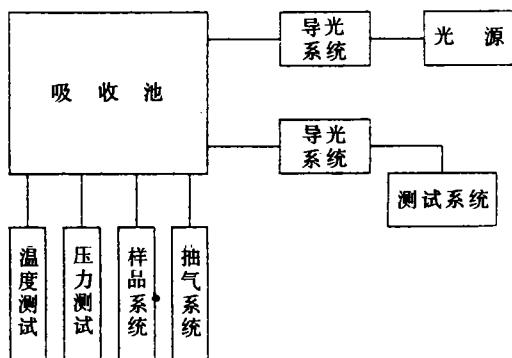 导光
系统
光 源
吸 收 池
导光
系统
测试系统
温度测试
压力测试
样品系统
抽气系统